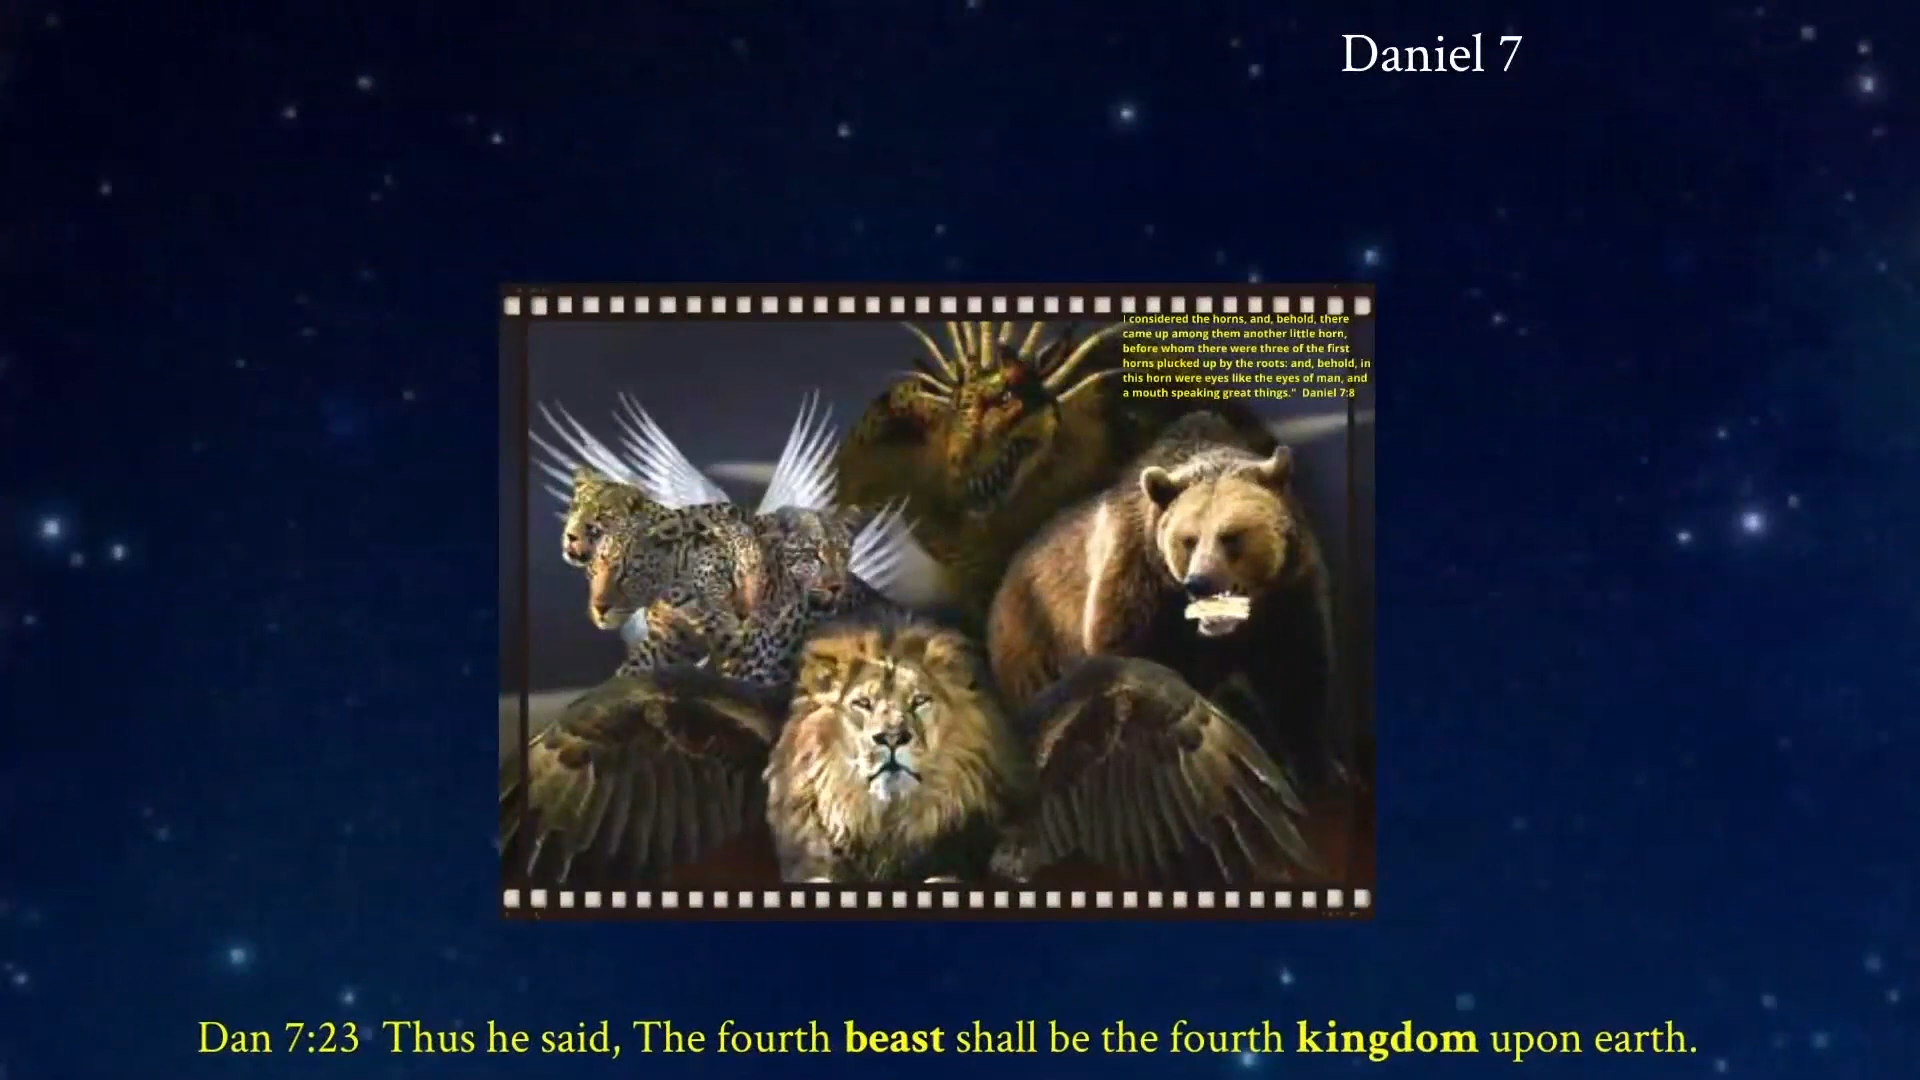 Daniel 7
I considered the horns, and, behold, there
came up among them another little horn,
before whom there were three of the first
horns plucked up by the roots: and, behold, in
this horn were eyes like the eyes of man, and
a mouth speaking great things." Daniel 7:8
Dan 7:23 Thus he said, The fourth beast shall be the fourth kingdom upon earth.